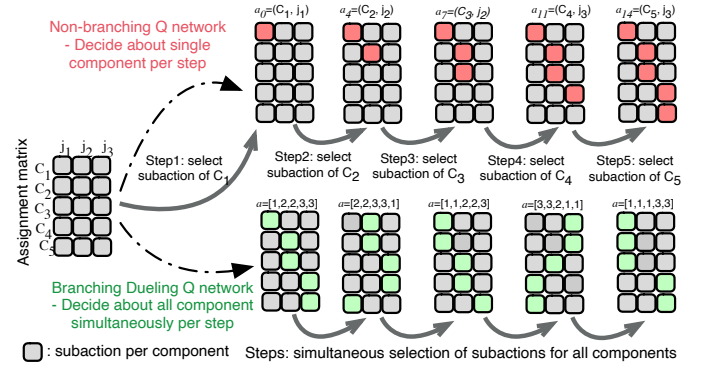 Non-branching Q network
- Decide about single
component per step
a0=(C1, j1)
a4=(C2, j2)
a7=(C3, j2)
a11=(C4, j3)
a14=(C5, j3)
Step1: select
subaction of C1
Step2: select
subaction of C2
Step3: select
subaction of C3
Step4: select
subaction of C4
Step5: select
subaction of C5
Assignment matrix
j1 j2 j3
C1
C2
C3
C4
C5
a=[1,2,2,3,3]
a=[2,2,3,3,1]
a=[1,1,2,2,3]
a=[3,3,2,1,1]
a=[1,1,1,3,3]
Branching Dueling Q network
- Decide about all component
simultaneously per step
: subaction per component
Steps: simultaneous selection of subactions for all components